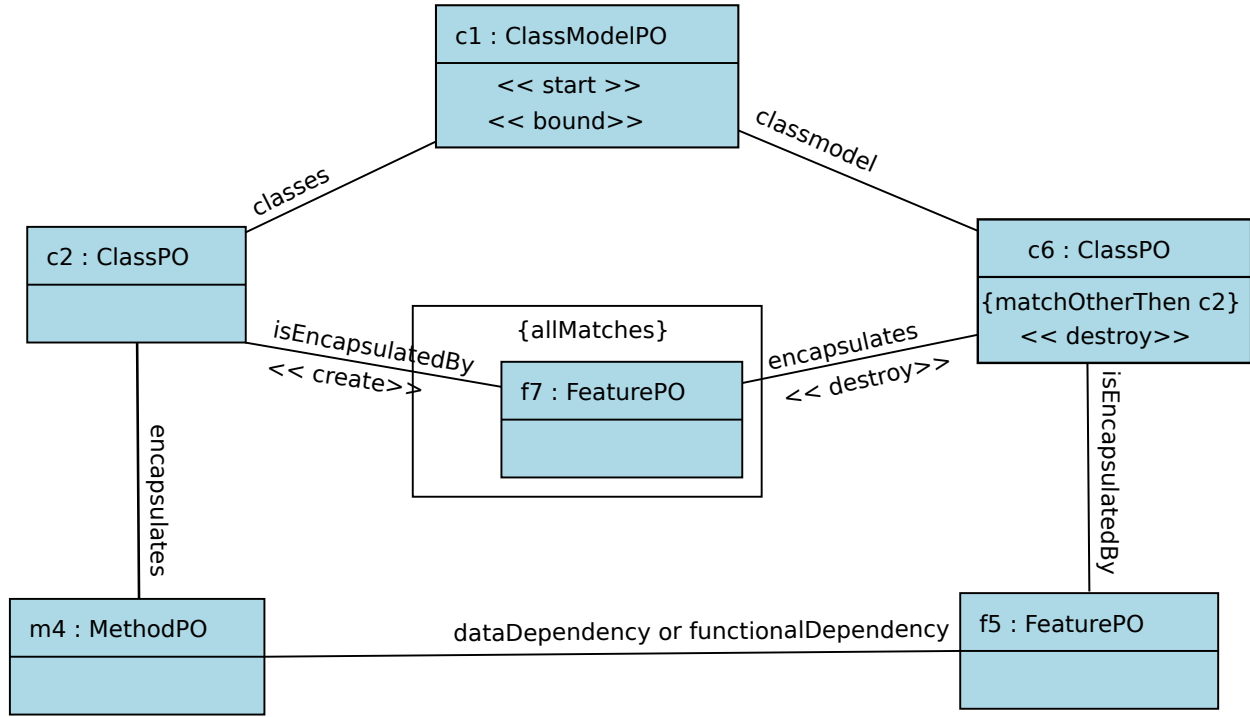 c1 : ClassModelPO
<< start >>
<< bound>>
classes
classmodel
c2 : ClassPO
c6 : ClassPO
{matchOtherThen c2}
<< destroy>>
{allMatches}
isEncapsulatedBy
<< create>>
encapsulates
<< destroy>>
f7 : FeaturePO
encapsulates
isEncapsulatedBy
m4 : MethodPO
dataDependency or functionalDependency
f5 : FeaturePO